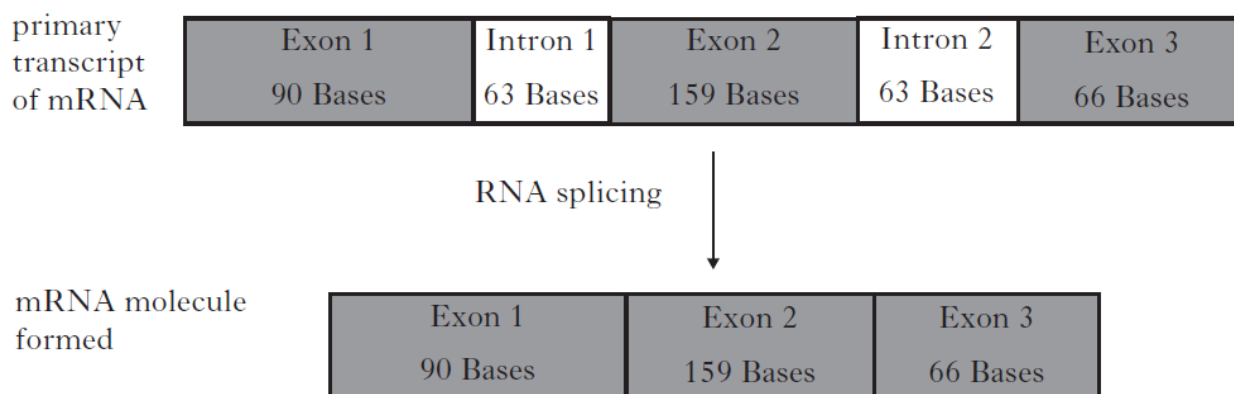 primary
transcript
of mRNA
Exon 1
90 Bases
Intron 1
63 Bases
Exon 2
159 Bases
Intron 2
63 Bases
Exon 3
66 Bases
RNA splicing
mRNA molecule
formed
Exon 1
90 Bases
Exon 2
159 Bases
Exon 3
66 Bases